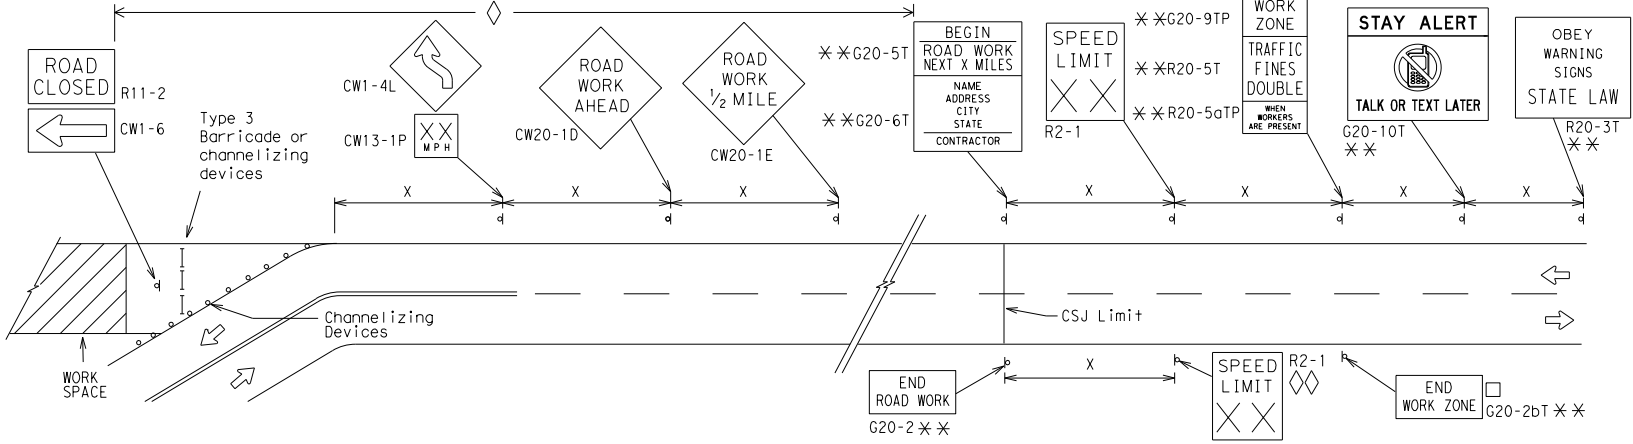 ROAD
CLOSED
R11-2
CW1-6
Type 3
Barricade or
channelizing
devices
CW1-4L
CW13-1P
XX
MPH
ROAD
WORK
AHEAD
CW20-1D
ROAD
WORK
1/2 MILE
CW20-1E
**G20-5T
**G20-6T
BEGIN
ROAD WORK
NEXT X MILES
NAME
ADDRESS
CITY
STATE
CONTRACTOR
SPEED
LIMIT
XX
R2-1
**G20-9TP
**R20-5T
**R20-5aTP
WORK
ZONE
TRAFFIC
FINES
DOUBLE
WHEN
WORKERS
ARE PRESENT
STAY ALERT
TALK OR TEXT LATER
G20-10T
**
OBEY
WARNING
SIGNS
STATE LAW
R20-3T
**
X
X
X
X
X
X
X
Channelizing
Devices
WORK
SPACE
CSJ Limit
X
END
ROAD WORK
G20-2 **
SPEED
LIMIT
XX
R2-1
END
WORK ZONE
G20-2bT **